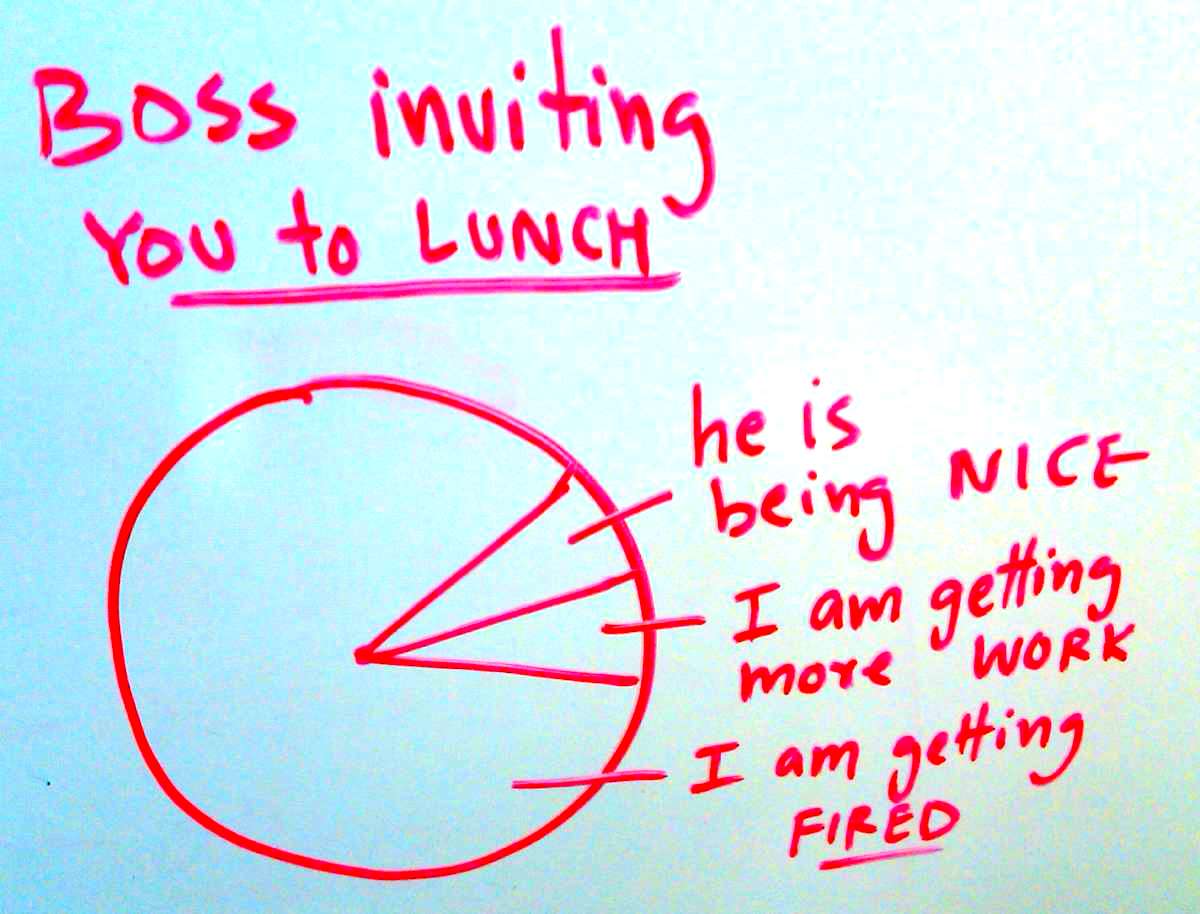 BOSS inviting
YOU to LUNCH
he is
being NICE
I am getting
more WORK
I am getting
FIRED